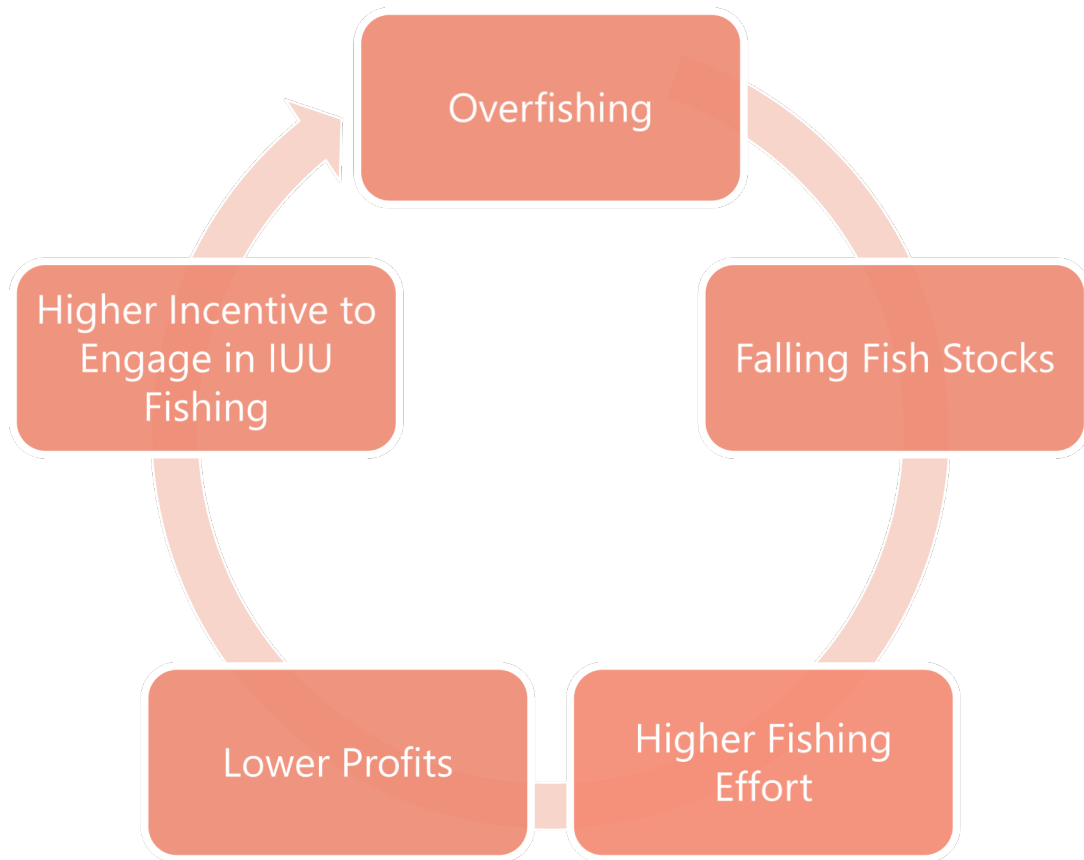 Overfishing
Falling Fish Stocks
Higher Fishing
Effort
Lower Profits
Higher Incentive to
Engage in IUU
Fishing